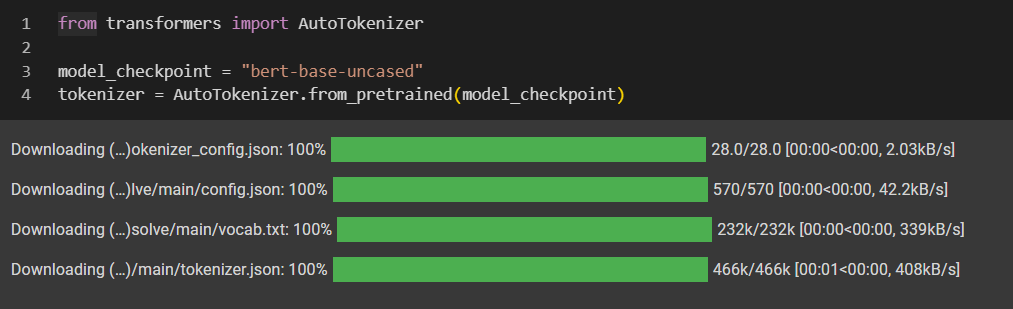 1 from transformers import AutoTokenizer
2
3 model_checkpoint = "bert-base-uncased"
4 tokenizer = AutoTokenizer.from_pretrained(model_checkpoint)
Downloading (…)okenizer_config.json: 100% 28.0/28.0 [00:00<00:00, 2.03kB/s]
Downloading (…)lve/main/config.json: 100% 570/570 [00:00<00:00, 42.2kB/s]
Downloading (…)solve/main/vocab.txt: 100% 232k/232k [00:00<00:00, 339kB/s]
Downloading (…)/main/tokenizer.json: 100% 466k/466k [00:01<00:00, 408kB/s]